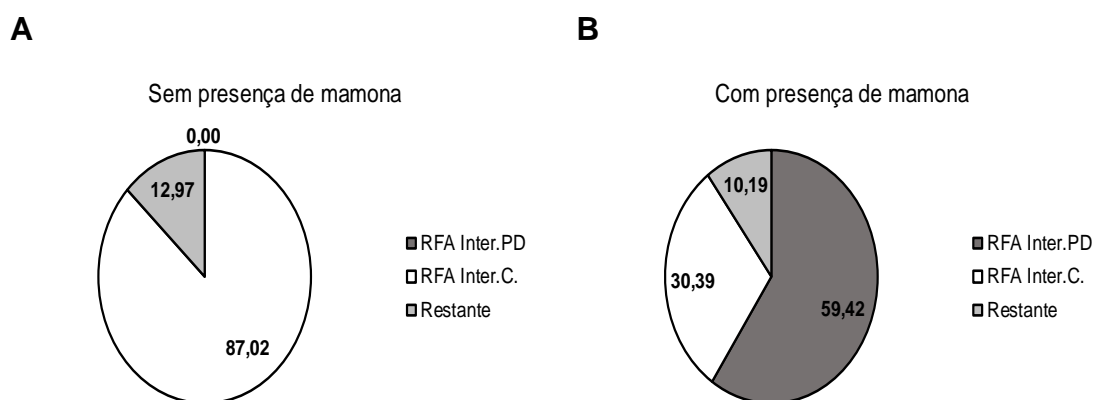 A
B
Sem presença de mamona
0,00
12,97
87,02
RFA Inter.PD
RFA Inter.C.
Restante
Com presença de mamona
10,19
30,39
59,42
RFA Inter.PD
RFA Inter.C.
Restante